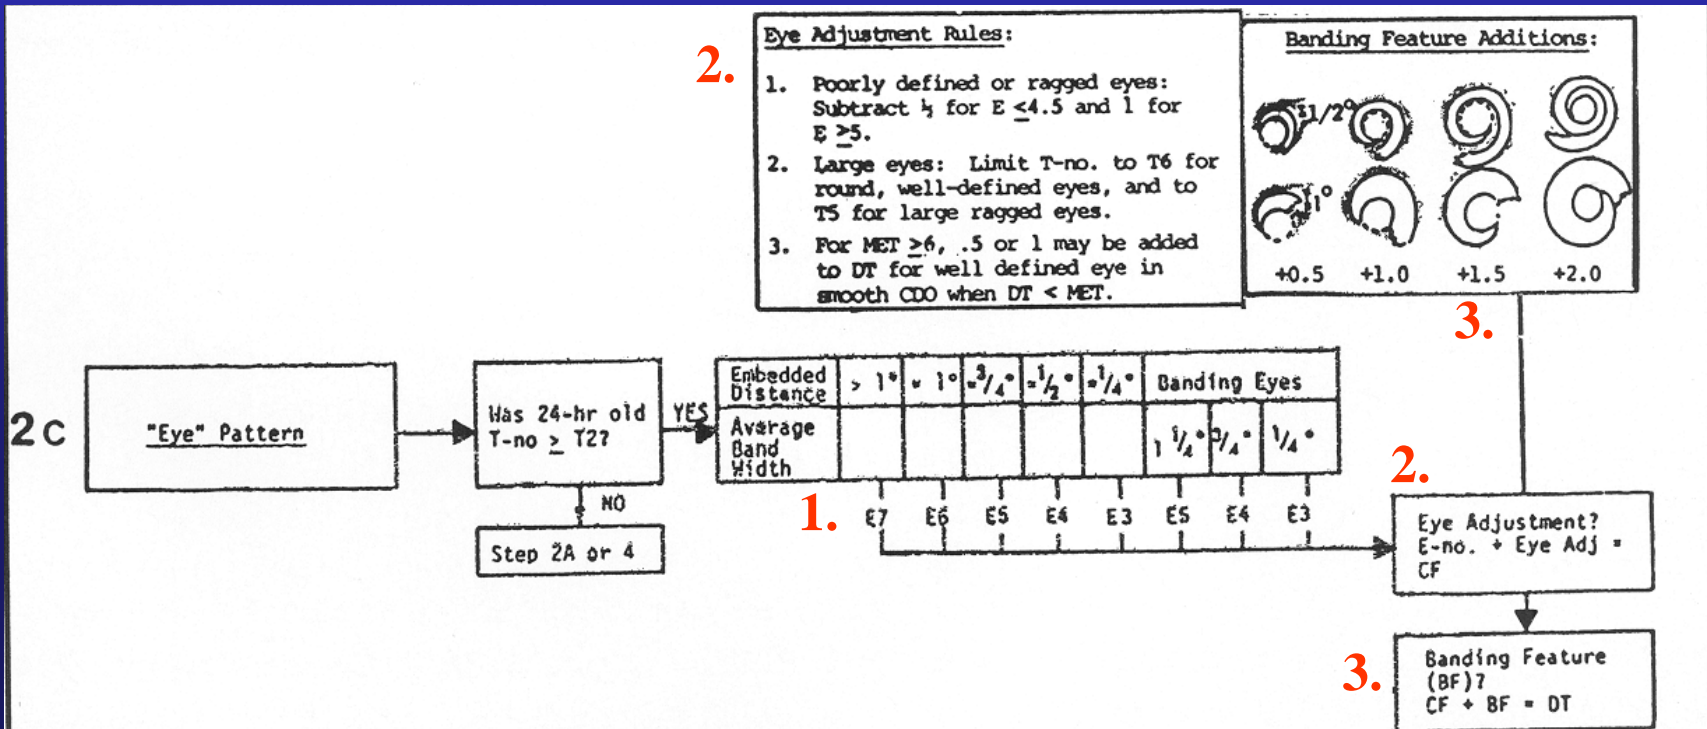 2.
Eye Adjustment Rules:
1. Poorly defined or ragged eyes:
Subtract ½ for E ≤4.5 and 1 for
E ≥5.
2. Large eyes: Limit T-no. to T6 for
round, well-defined eyes, and to
T5 for large ragged eyes.
3. For MET ≥6, .5 or 1 may be added
to DT for well defined eye in
smooth CDO when DT < MET.
Banding Feature Additions:
1/2°
1°
+0.5 +1.0 +1.5 +2.0
3.
2C
"Eye" Pattern
Was 24-hr old
T-no ≥ T2?
YES
NO
Step 2A or 4
Embedded
Distance
> 1° = 1° =3/4° =1/2° =1/4° Banding Eyes
Average
Band
Width
1 1/4° 3/4° 1/4°
1.
E7 E6 E5 E4 E3 E5 E4 E3
2.
Eye Adjustment?
E-no. + Eye Adj =
CF
3.
Banding Feature
(BF)?
CF + BF = DT